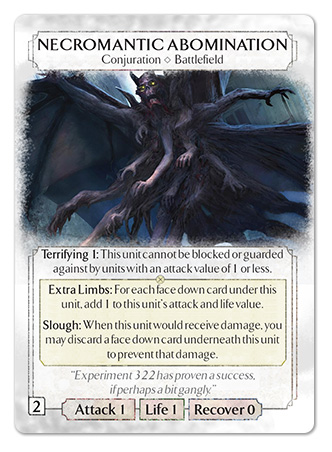 NECROMANTIC ABOMINATION
Conjuration ◇ Battlefield
Terrifying 1: This unit cannot be blocked or guarded
against by units with an attack value of 1 or less.
Extra Limbs: For each face down card under this
unit, add 1 to this unit's attack and life value.
Slough: When this unit would receive damage, you
may discard a face down card underneath this unit
to prevent that damage.
"Experiment 322 has proven a success,
if perhaps a bit gangly."
2 Attack 1 Life 1 Recover 0